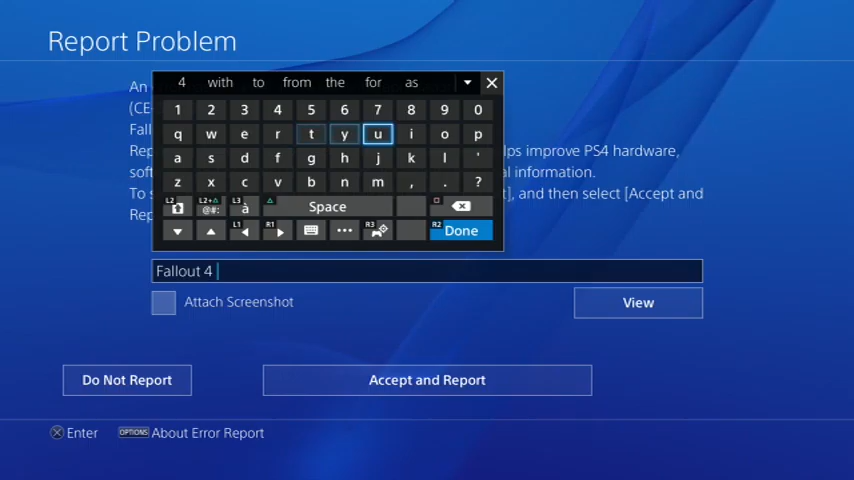 Report Problem
An
4 with to from the for as
(CE
1 2 3 4 5 6 7 8 9 0
Fal
q w e r t y u i o p
Rep
lps improve PS4 hardware,
a s d f g h j k l '
sof
al information.
z x c v b n m , . ?
To s
t], and then select [Accept and
Rep
L2 L2+△ @#: L3 à △ Space □
L1 R1 ... R3 R2 Done
Fallout 4
Attach Screenshot
View
Do Not Report
Accept and Report
Enter OPTIONS About Error Report